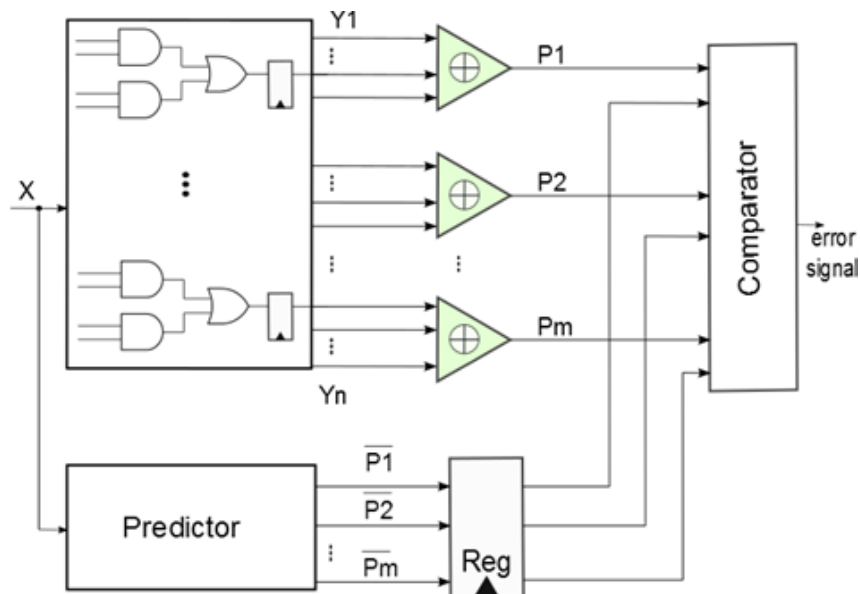 Y1
P1
P2
X
Comparator
error
signal
Pm
Yn
P1
P2
Predictor
Pm
Reg